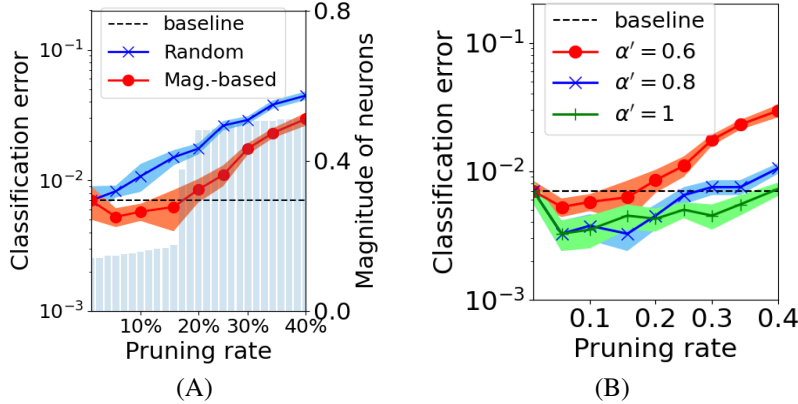 baseline
Random
Mag.-based
Classification error
10⁻¹
10⁻²
10⁻³
10% 20% 30% 40%
Pruning rate
0.8
0.4
0.0
Magnitude of neurons
(A)
baseline
α′ = 0.6
α′ = 0.8
α′ = 1
Classification error
10⁻¹
10⁻²
10⁻³
0.1 0.2 0.3 0.4
Pruning rate
(B)